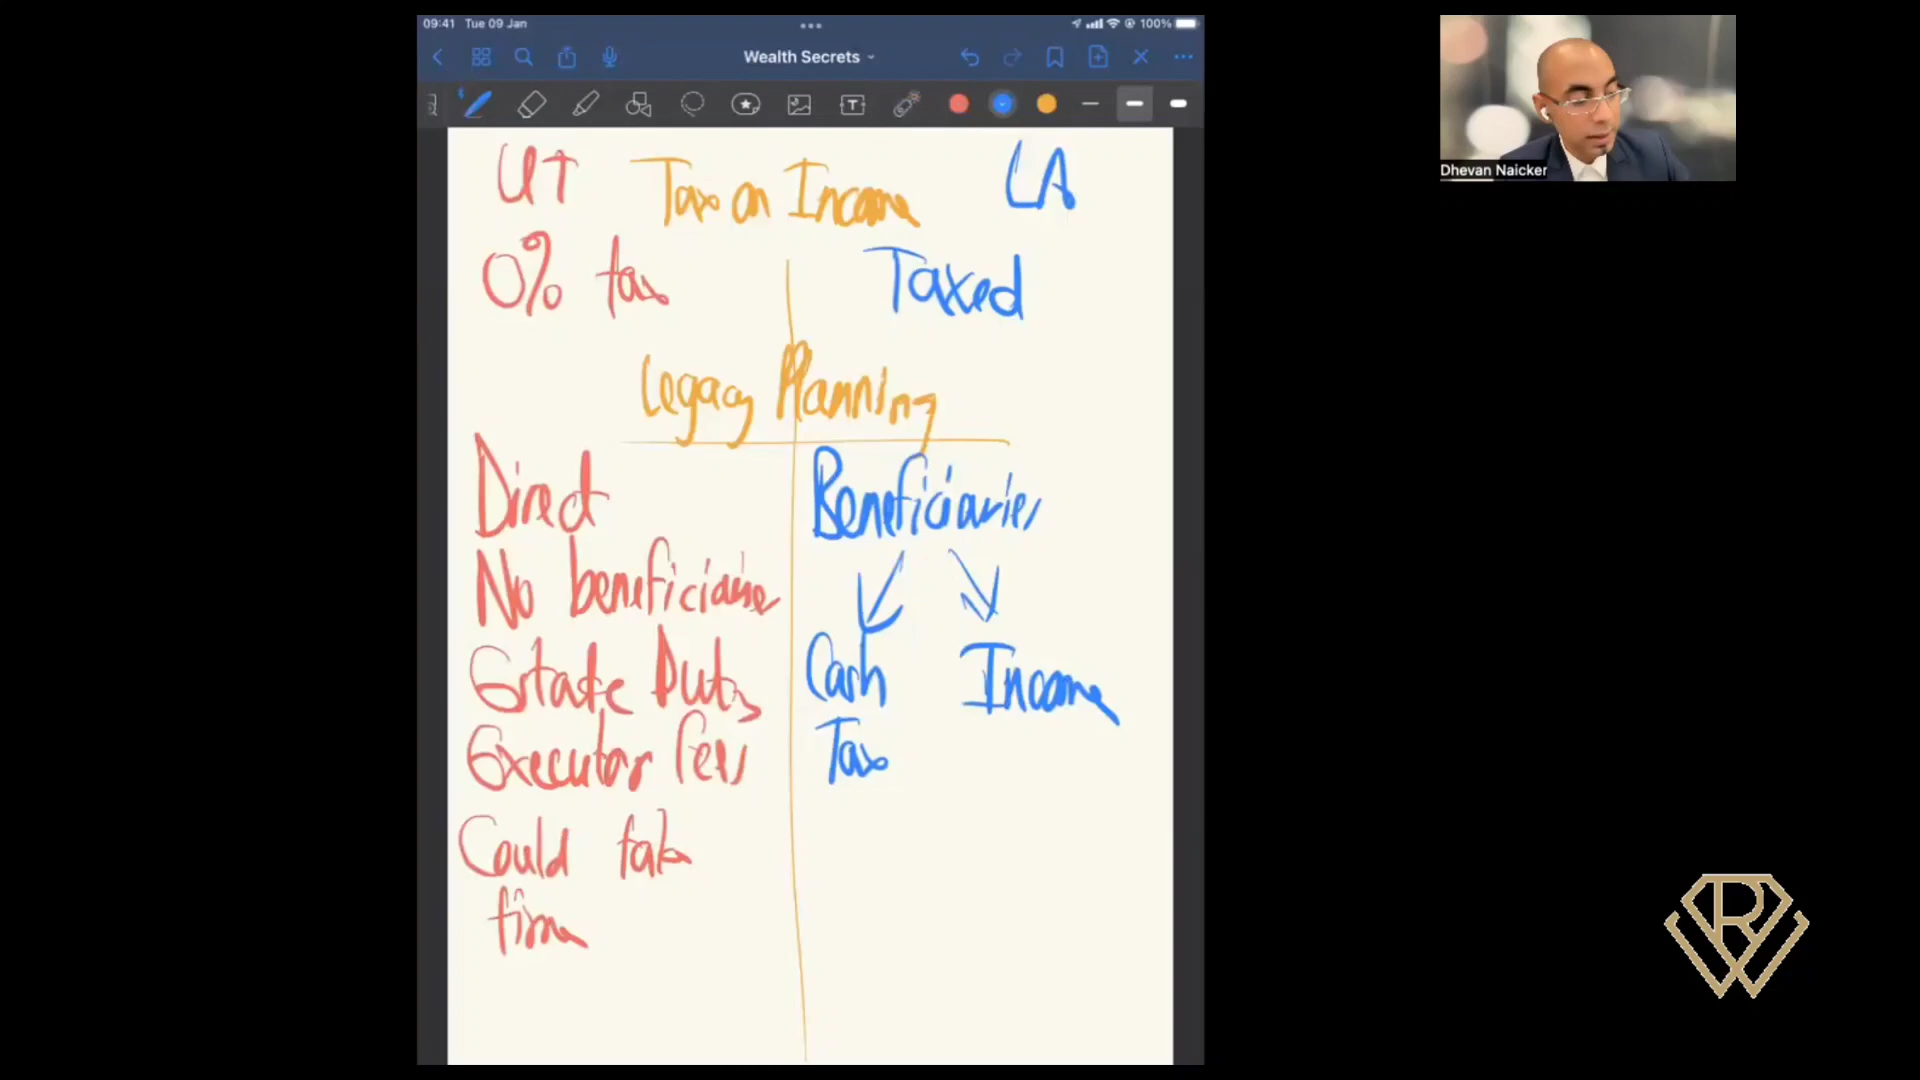 09:41 Tue 09 Jan
100%
Wealth Secrets
UT Tax on Income LA
0% tax Taxed
Legacy Planning
Direct Beneficiaries
No beneficiaries
Estate Duty Cash Income
Executor fees Tax
Could take
time
Dhevan Naicker
RW